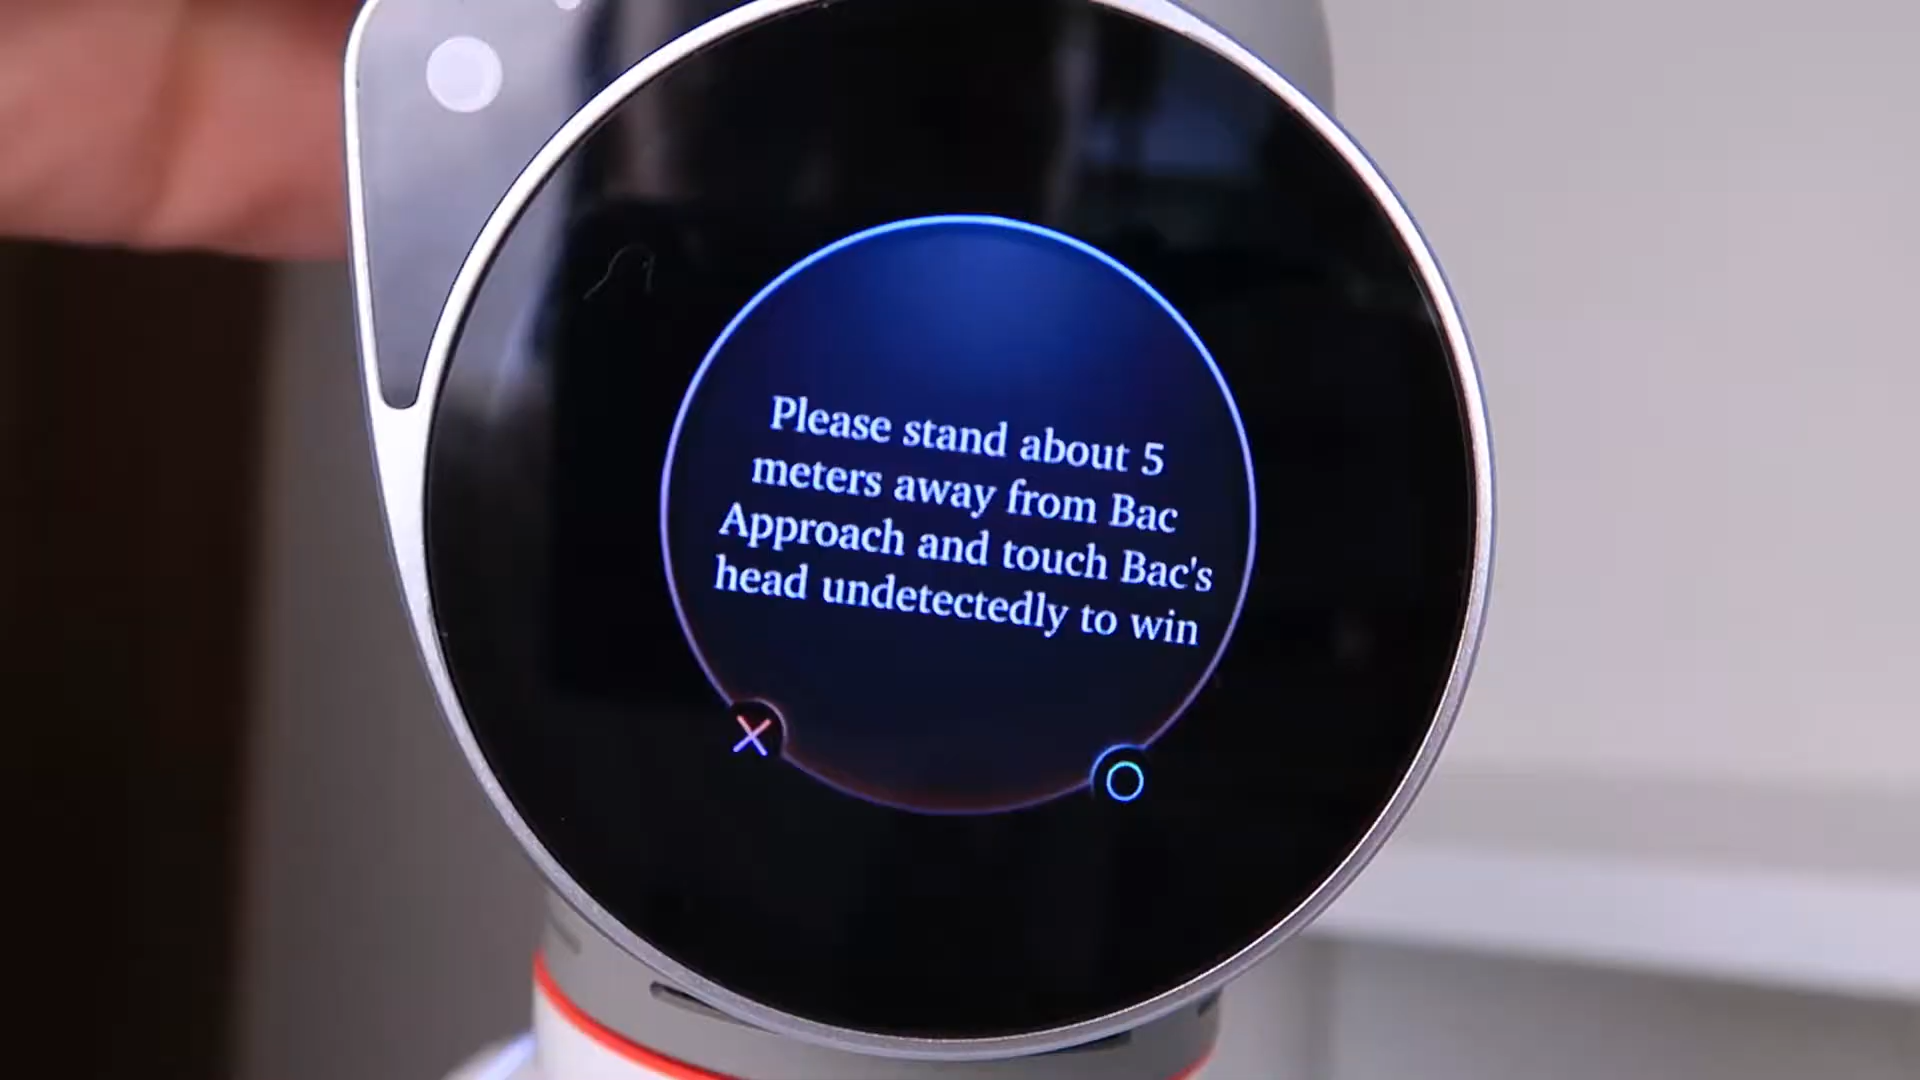 Please stand about 5
meters away from Bac
Approach and touch Bac's
head undetectedly to win